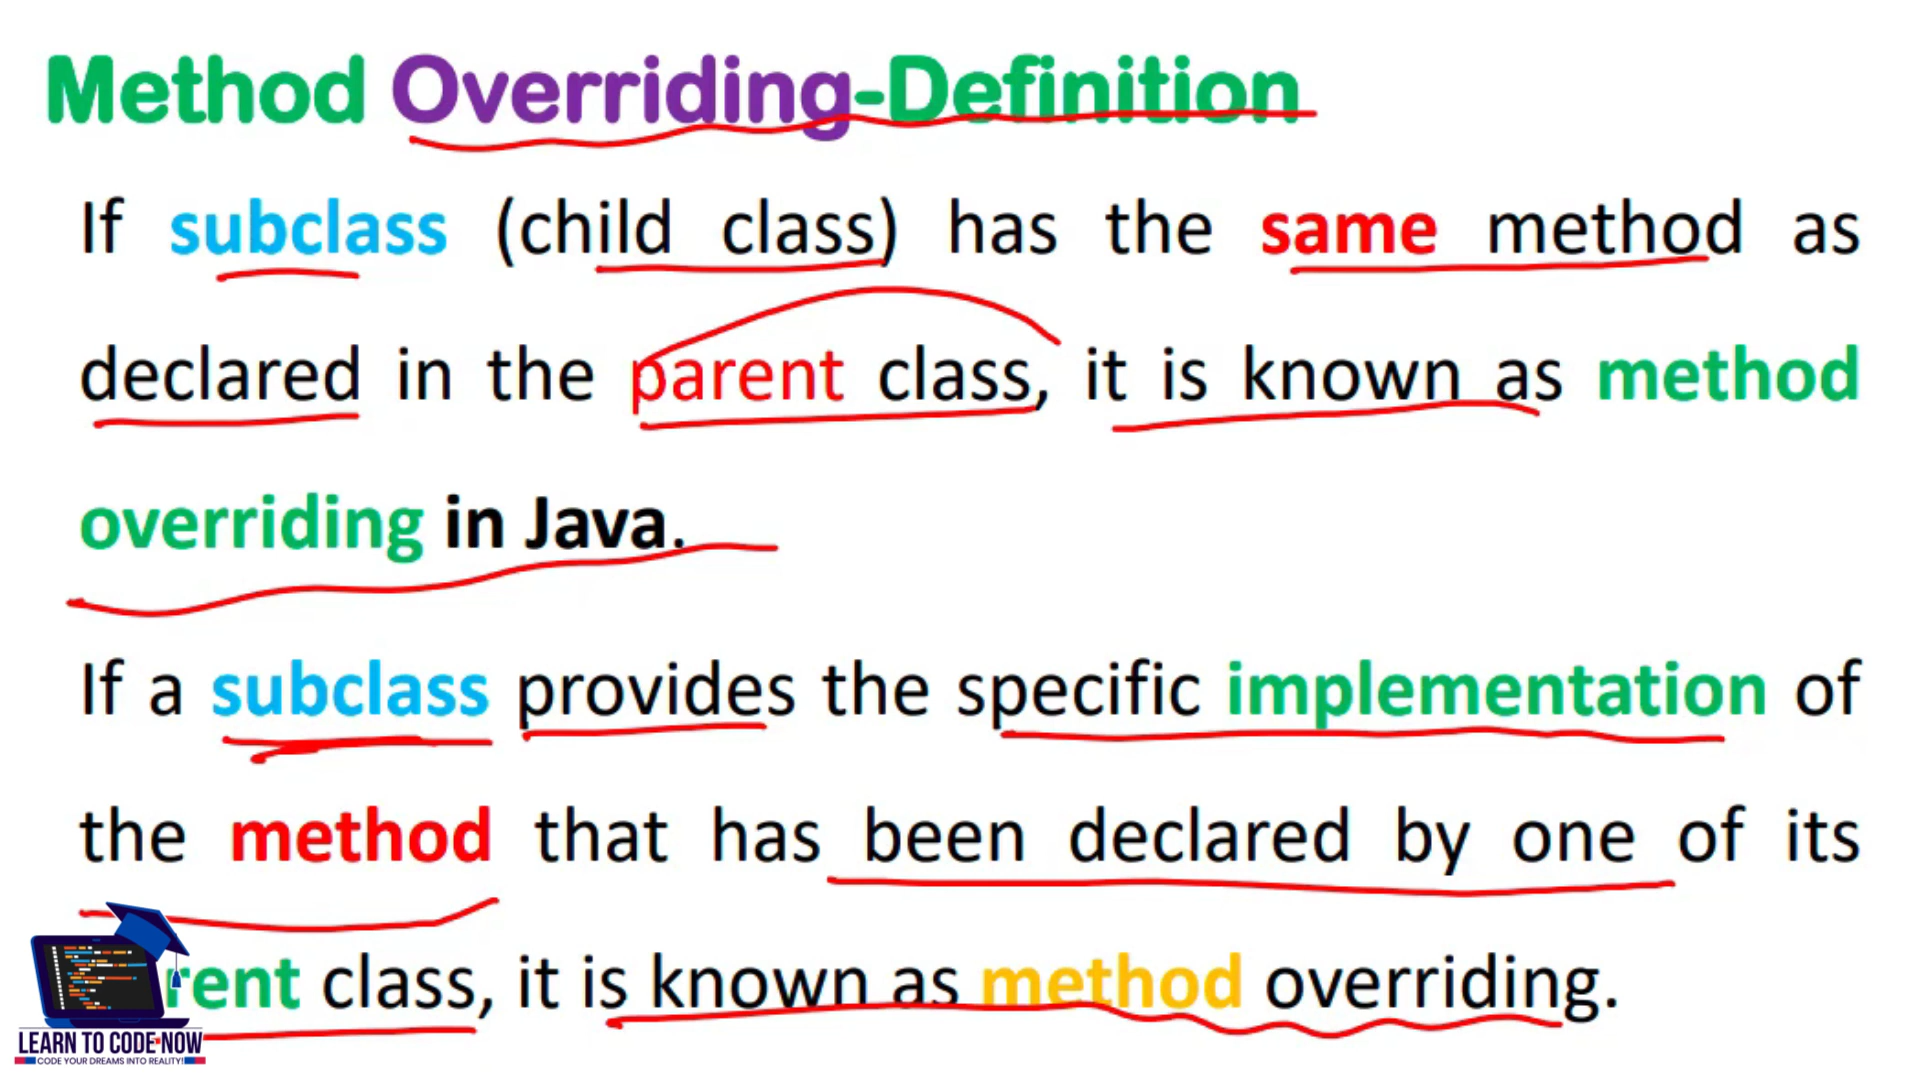 Method Overriding-Definition
If subclass (child class) has the same method as
declared in the parent class, it is known as method
overriding in Java.
If a subclass provides the specific implementation of
the method that has been declared by one of its
rent class, it is known as method overriding.
LEARN TO CODE NOW
CODE YOUR DREAMS INTO REALITY!